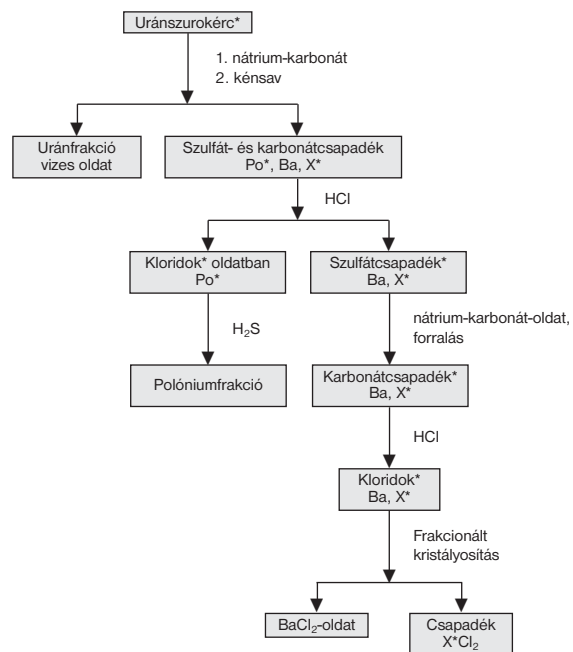 Uránszurokérc*
1. nátrium-karbonát
2. kénsav
Uránfrakció
vizes oldat
Szulfát- és karbonátcsapadék
Po*, Ba, X*
HCl
Kloridok* oldatban
Po*
Szulfátcsapadék*
Ba, X*
H₂S
nátrium-karbonát-oldat,
forralás
Polóniumfrakció
Karbonátcsapadék*
Ba, X*
HCl
Kloridok*
Ba, X*
Frakcionált
kristályosítás
BaCl₂-oldat
Csapadék
X*Cl₂